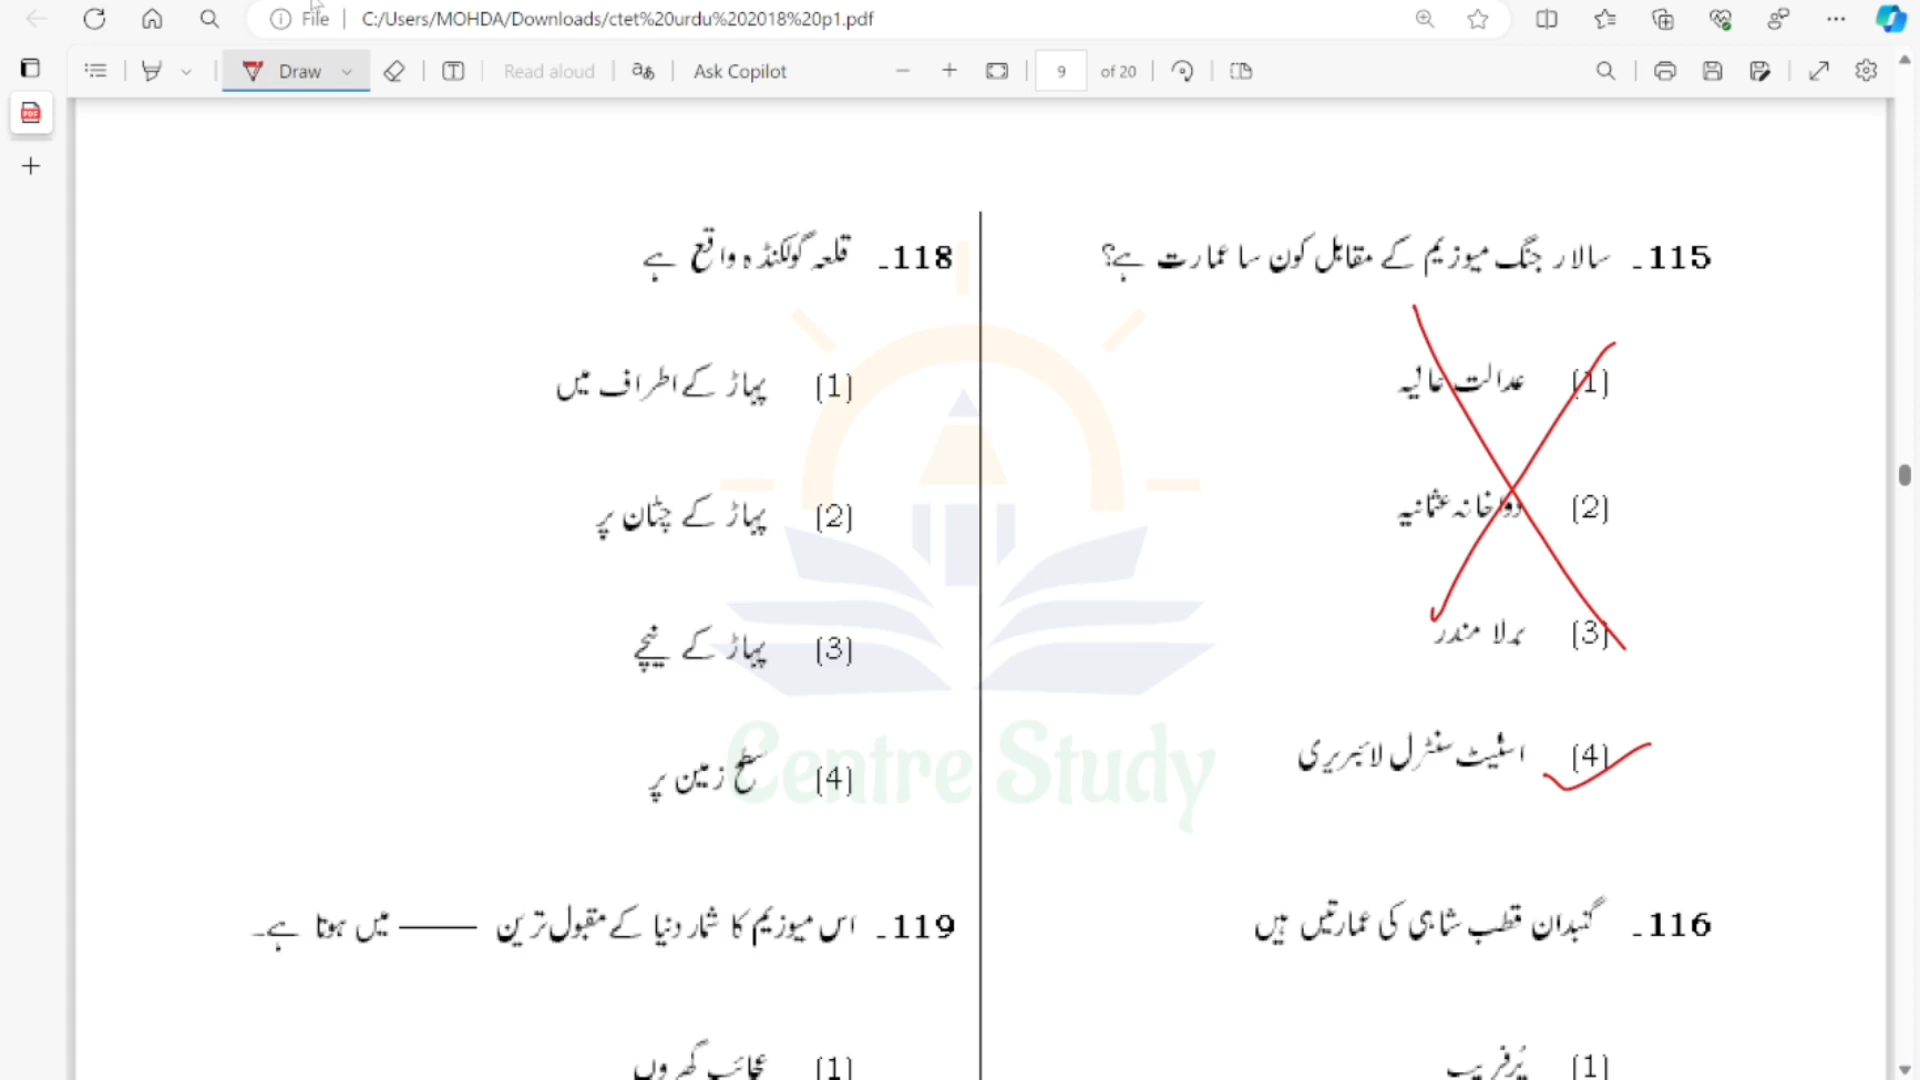 File
C:/Users/MOHDA/Downloads/ctet%20urdu%202018%20p1.pdf
Draw
Read aloud
Ask Copilot
9 of 20
115۔ سالار جنگ میوزیم کے مقابل کون سا عمارت ہے؟
(1) عدالت عالیہ
(2) دواخانہ عثمانیہ
(3) برلا مندر
(4) اسٹیٹ سنٹرل لائبریری
116۔ گنبدان قطب شاہی کی عمارتیں ہیں
(1) پُرفریب
118۔ قلعہ گولکنڈہ واقع ہے
(1) پہاڑ کے اطراف میں
(2) پہاڑ کے چٹان پر
(3) پہاڑ کے نیچے
(4) سطح زمین پر
119۔ اس میوزیم کا شمار دنیا کے مقبول ترین ——— میں ہوتا ہے۔
(1) عجائب گھروں
Centre Study